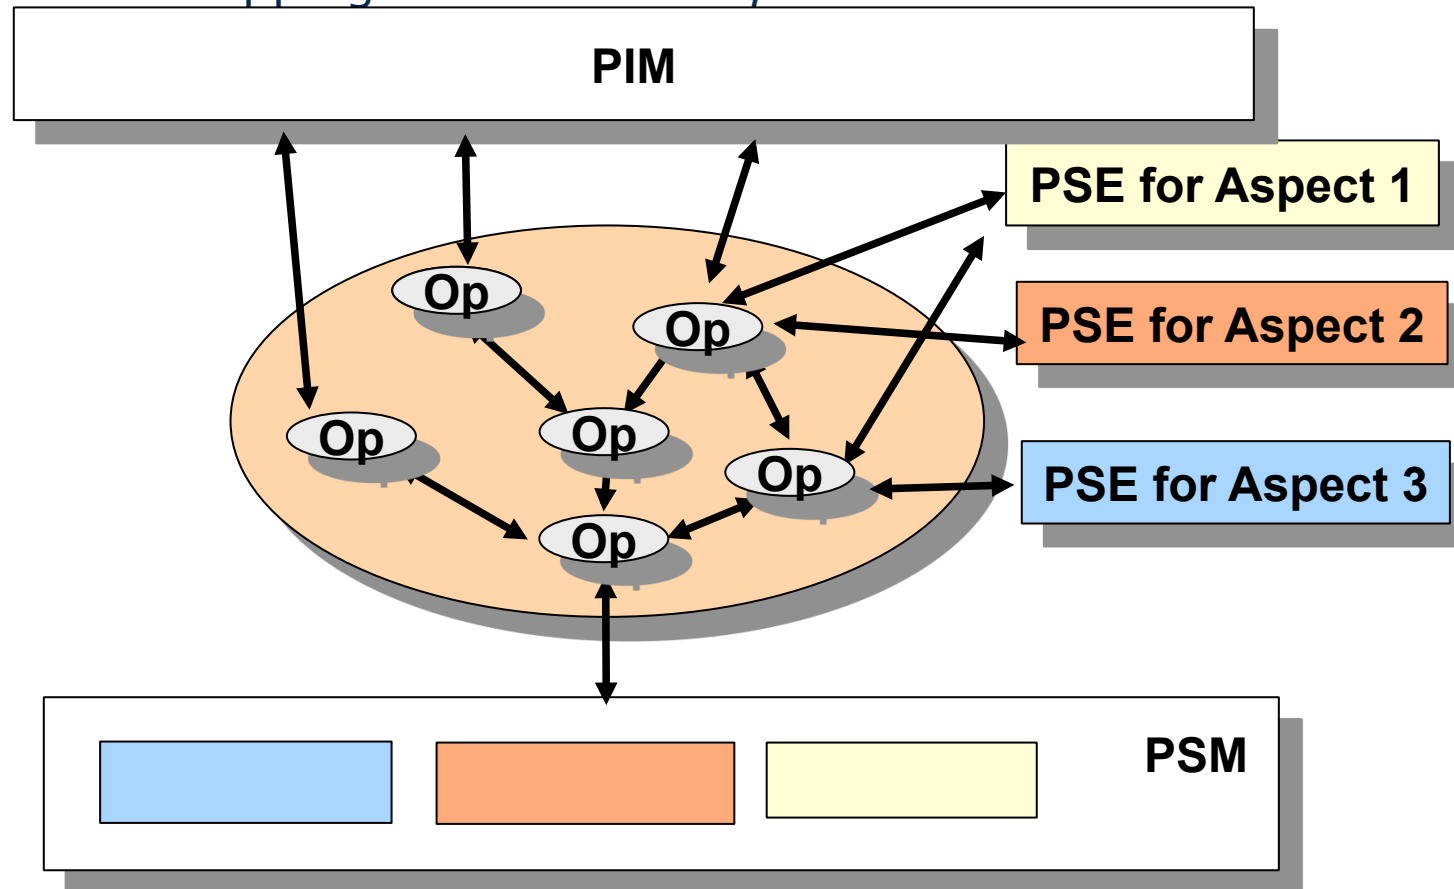 PIM
PSE for Aspect 1
Op
Op
PSE for Aspect 2
Op
Op
Op
PSE for Aspect 3
Op
PSM